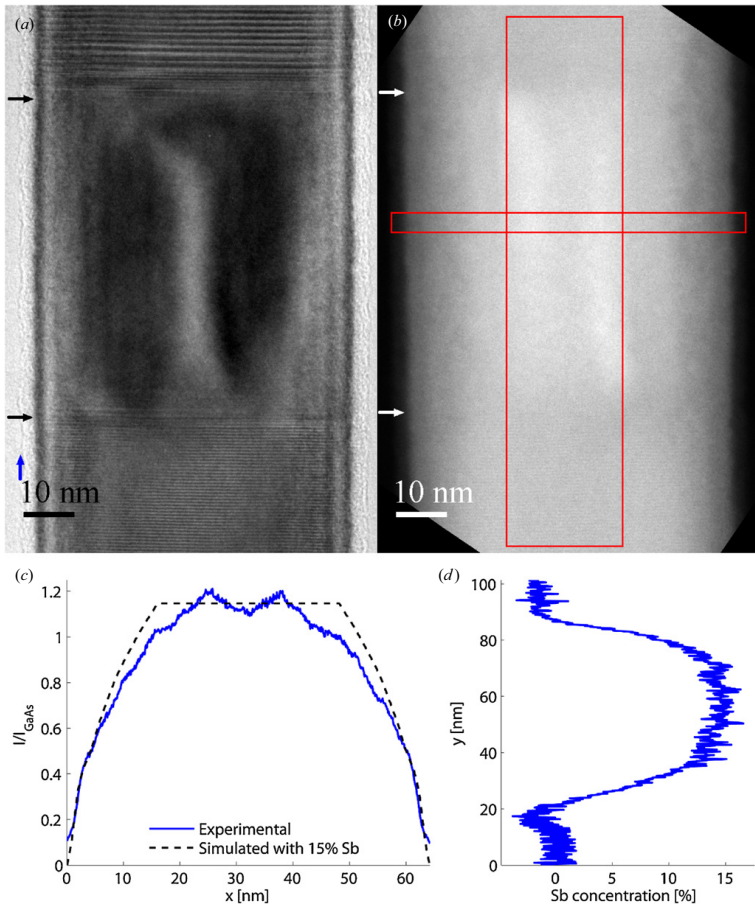 (a)
(b)
10 nm
10 nm
(c)
1.2
1
0.8
0.6
0.4
0.2
0
I/I_GaAs
0 10 20 30 40 50 60
x [nm]
Experimental
Simulated with 15% Sb
(d)
100
80
60
40
20
0
y [nm]
0 5 10 15
Sb concentration [%]